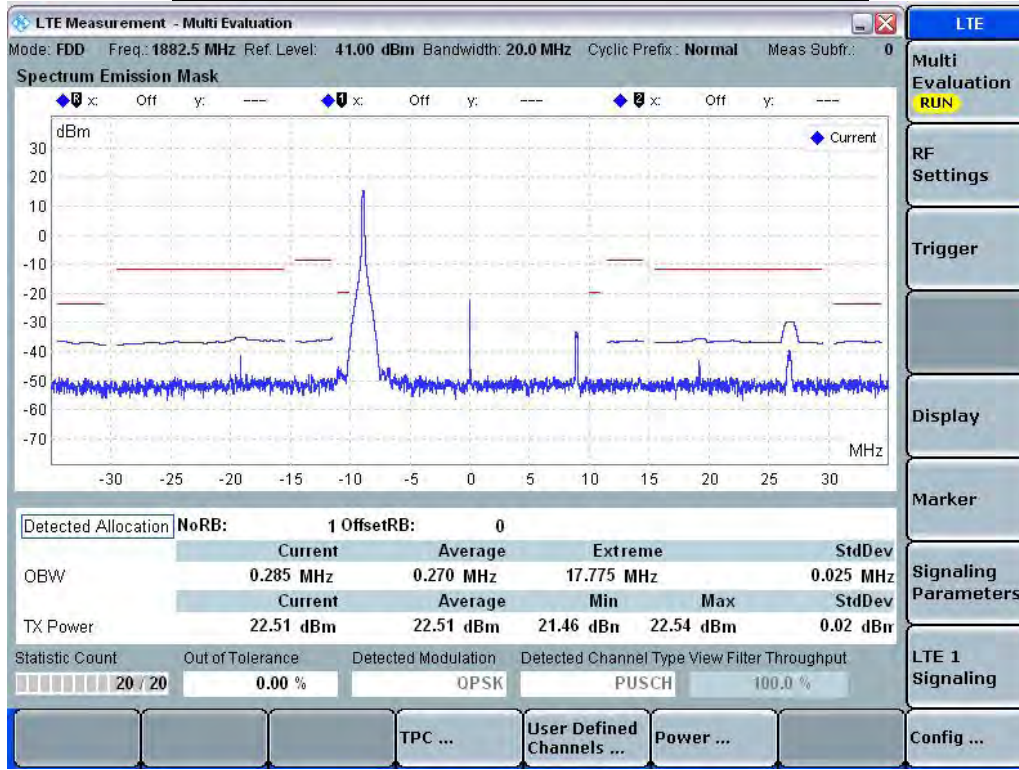 LTE Measurement - Multi Evaluation
LTE
Mode: FDD Freq.: 1882.5 MHz Ref. Level: 41.00 dBm Bandwidth: 20.0 MHz Cyclic Prefix : Normal Meas Subfr.: 0
Spectrum Emission Mask
R x: Off y: --- 1 x: Off y: --- 2 x: Off y: ---
dBm
Current
30
20
10
0
-10
-20
-30
-40
-50
-60
-70
MHz
-30 -25 -20 -15 -10 -5 0 5 10 15 20 25 30
Detected Allocation NoRB: 1 OffsetRB: 0
Current Average Extreme StdDev
OBW 0.285 MHz 0.270 MHz 17.775 MHz 0.025 MHz
Current Average Min Max StdDev
TX Power 22.51 dBm 22.51 dBm 21.46 dBm 22.54 dBm 0.02 dBm
Statistic Count Out of Tolerance Detected Modulation Detected Channel Type View Filter Throughput
20 / 20 0.00 % QPSK PUSCH 100.0 %
Multi
Evaluation
RUN
RF
Settings
Trigger
Display
Marker
Signaling
Parameters
LTE 1
Signaling
TPC ...
User Defined
Channels ...
Power ...
Config ...